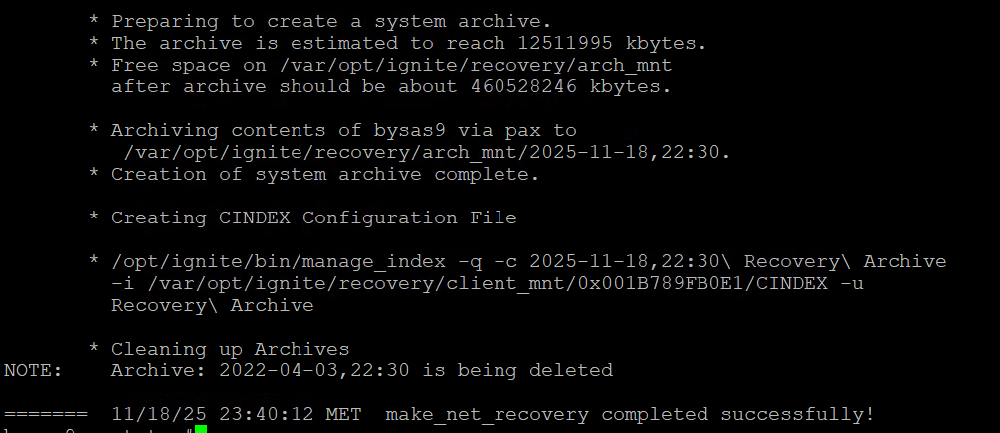 * Preparing to create a system archive.
* The archive is estimated to reach 12511995 kbytes.
* Free space on /var/opt/ignite/recovery/arch_mnt
after archive should be about 460528246 kbytes.
* Archiving contents of bysas9 via pax to
/var/opt/ignite/recovery/arch_mnt/2025-11-18,22:30.
* Creation of system archive complete.
* Creating CINDEX Configuration File
* /opt/ignite/bin/manage_index -q -c 2025-11-18,22:30\ Recovery\ Archive
-i /var/opt/ignite/recovery/client_mnt/0x001B789FB0E1/CINDEX -u
Recovery\ Archive
* Cleaning up Archives
NOTE: Archive: 2022-04-03,22:30 is being deleted
======= 11/18/25 23:40:12 MET make_net_recovery completed successfully!